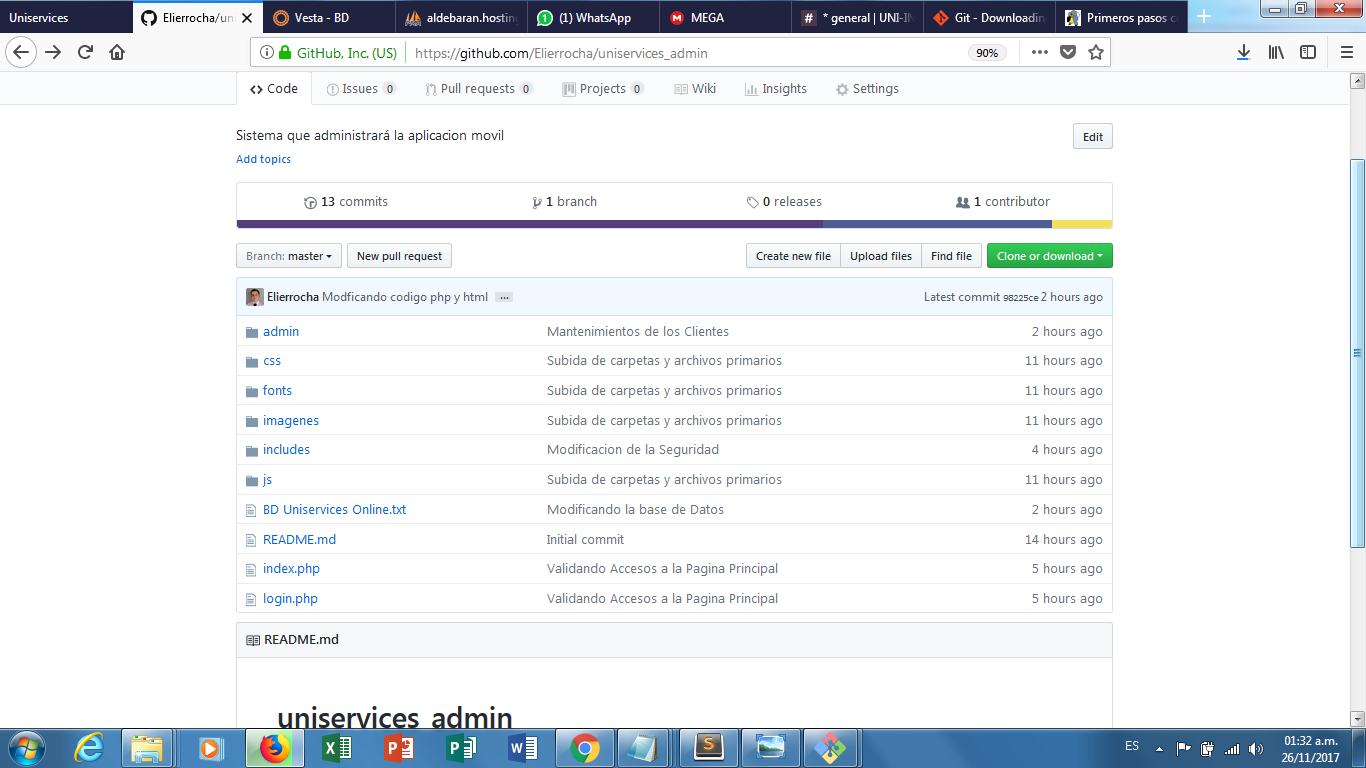 Uniservices
Elierrocha/uni
Vesta - BD
aldebaran.hosting
(1) WhatsApp
MEGA
* general | UNI-IN
Git - Downloading
Primeros pasos c
GitHub, Inc. (US)
https://github.com/Elierrocha/uniservices_admin
90%
Code
Issues 0
Pull requests 0
Projects 0
Wiki
Insights
Settings
Sistema que administrará la aplicacion movil
Edit
Add topics
13 commits
1 branch
0 releases
1 contributor
Branch: master
New pull request
Create new file
Upload files
Find file
Clone or download
Elierrocha Modficando codigo php y html ...
Latest commit 98225ce 2 hours ago
admin Mantenimientos de los Clientes 2 hours ago
css Subida de carpetas y archivos primarios 11 hours ago
fonts Subida de carpetas y archivos primarios 11 hours ago
imagenes Subida de carpetas y archivos primarios 11 hours ago
includes Modificacion de la Seguridad 4 hours ago
js Subida de carpetas y archivos primarios 11 hours ago
BD Uniservices Online.txt Modificando la base de Datos 2 hours ago
README.md Initial commit 14 hours ago
index.php Validando Accesos a la Pagina Principal 5 hours ago
login.php Validando Accesos a la Pagina Principal 5 hours ago
README.md
uniservices_admin
ES
01:32 a.m.
26/11/2017